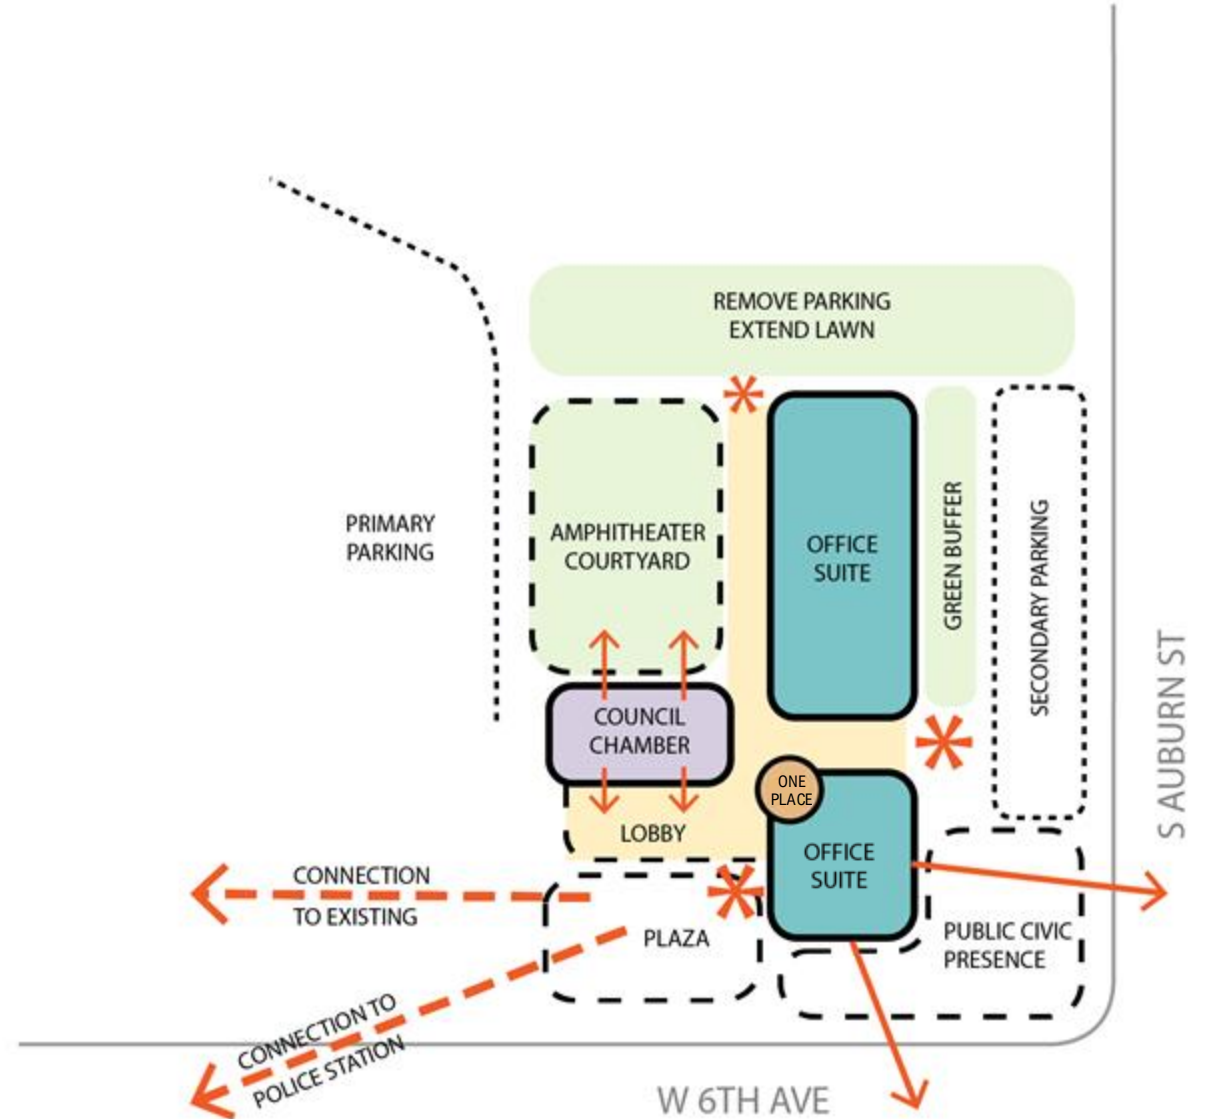 REMOVE PARKING
EXTEND LAWN
PRIMARY
PARKING
AMPHITHEATER
COURTYARD
OFFICE
SUITE
GREEN BUFFER
SECONDARY PARKING
S AUBURN ST
COUNCIL
CHAMBER
ONE
PLACE
LOBBY
OFFICE
SUITE
CONNECTION
TO EXISTING
PLAZA
PUBLIC CIVIC
PRESENCE
CONNECTION TO
POLICE STATION
W 6TH AVE